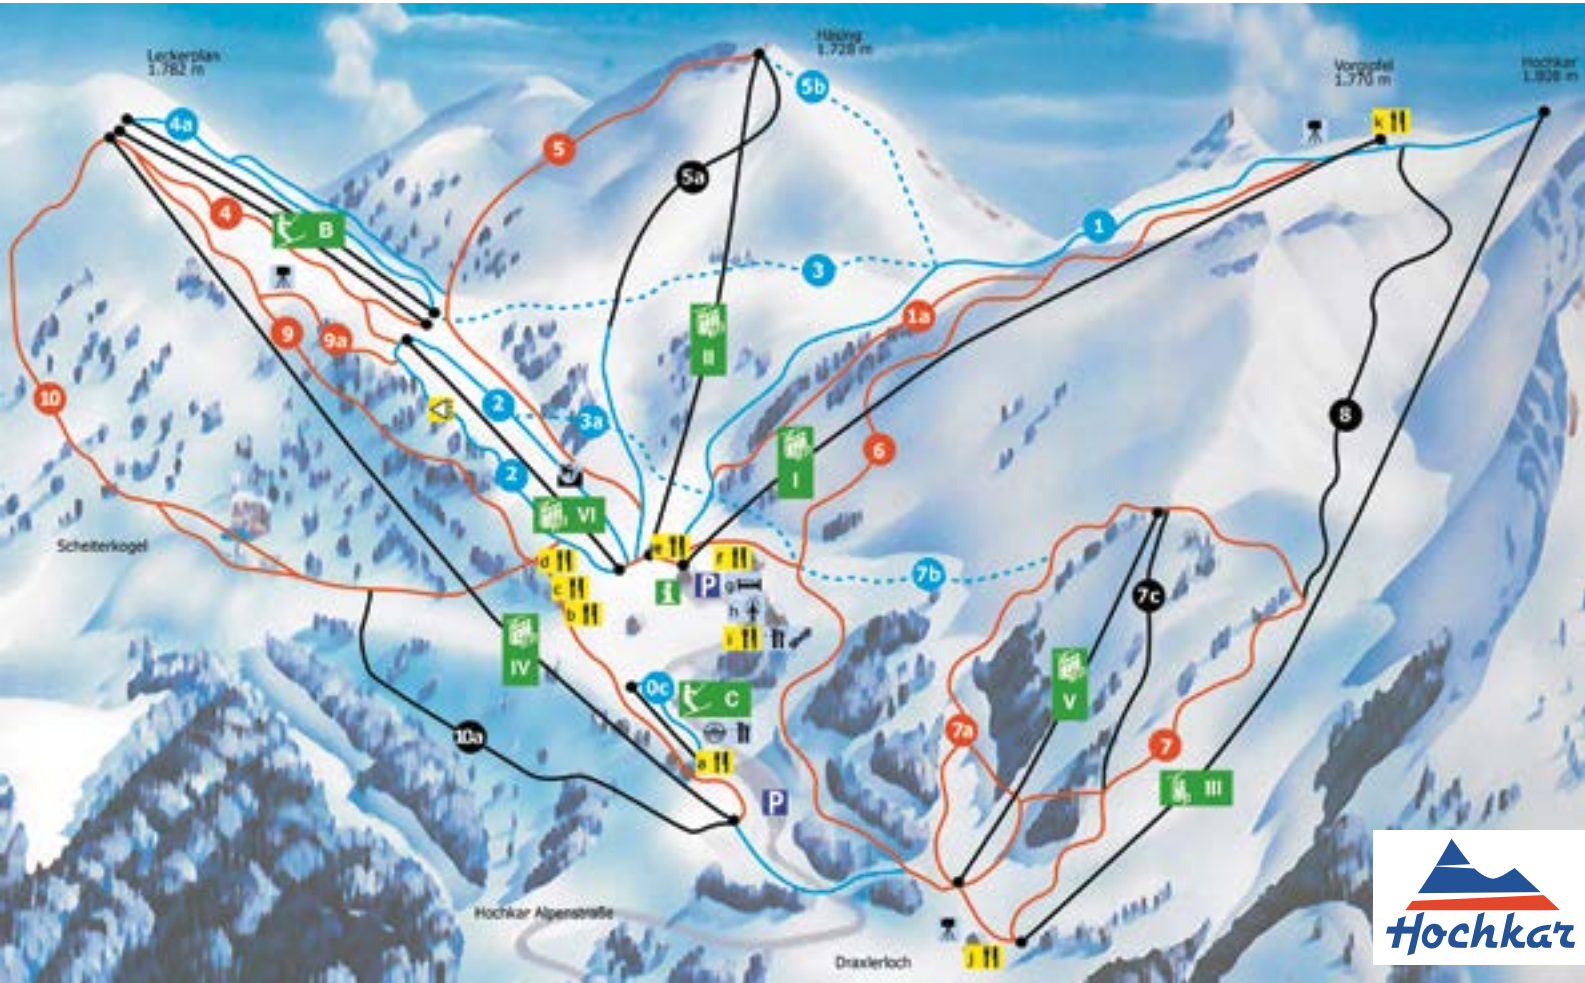 Leckerplan
1.782 m
Häsing
1.728 m
Vorgipfel
1.770 m
Hochkar
1.808 m
4a
5
5b
5a
k
4
B
3
1
1a
II
9
9a
10
2
3a
I
6
8
2
VI
Scheiterkogel
d
e
f
c
P
g
b
i
h
i
7b
7c
IV
0c
C
V
10a
a
7a
7
III
P
Hochkar Alpenstraße
Draxlerloch
j
Hochkar